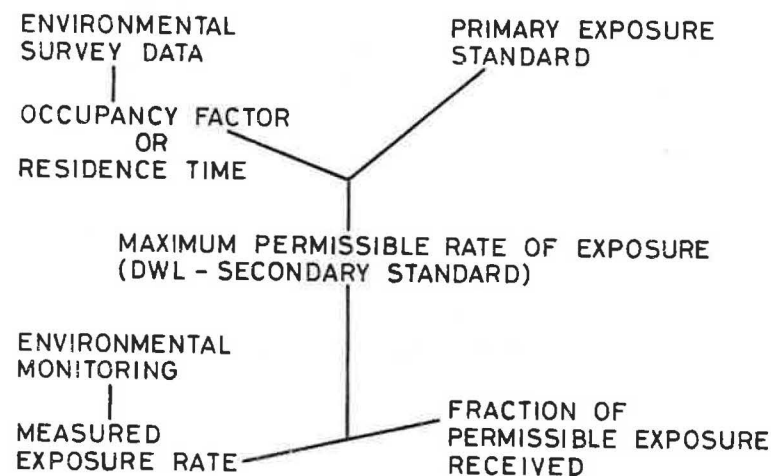 ENVIRONMENTAL
SURVEY DATA
PRIMARY EXPOSURE
STANDARD
OCCUPANCY FACTOR
OR
RESIDENCE TIME
MAXIMUM PERMISSIBLE RATE OF EXPOSURE
(DWL - SECONDARY STANDARD)
ENVIRONMENTAL
MONITORING
MEASURED
EXPOSURE RATE
FRACTION OF
PERMISSIBLE EXPOSURE
RECEIVED